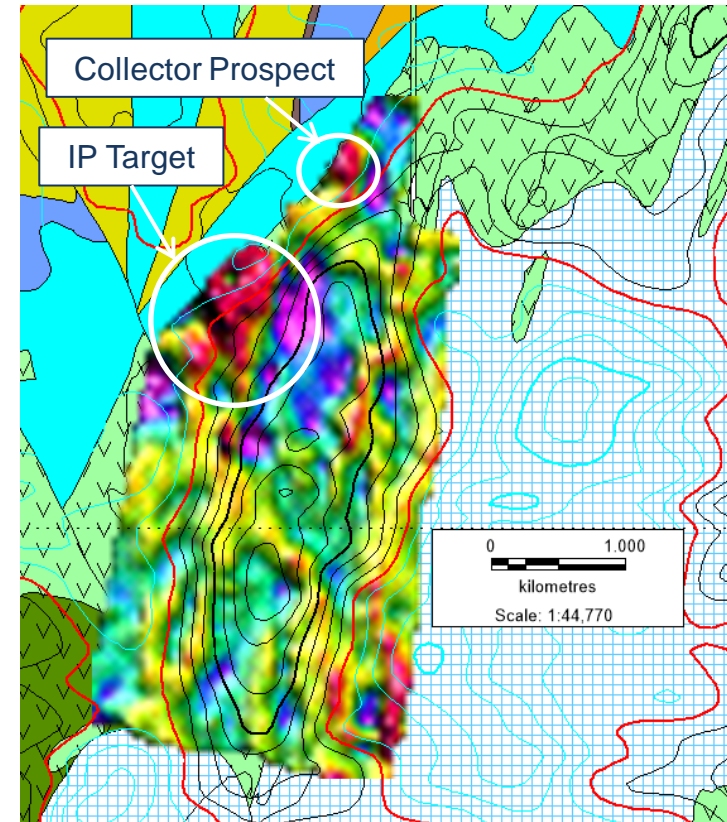 Collector Prospect
IP Target
0 1.000
kilometres
Scale: 1:44,770